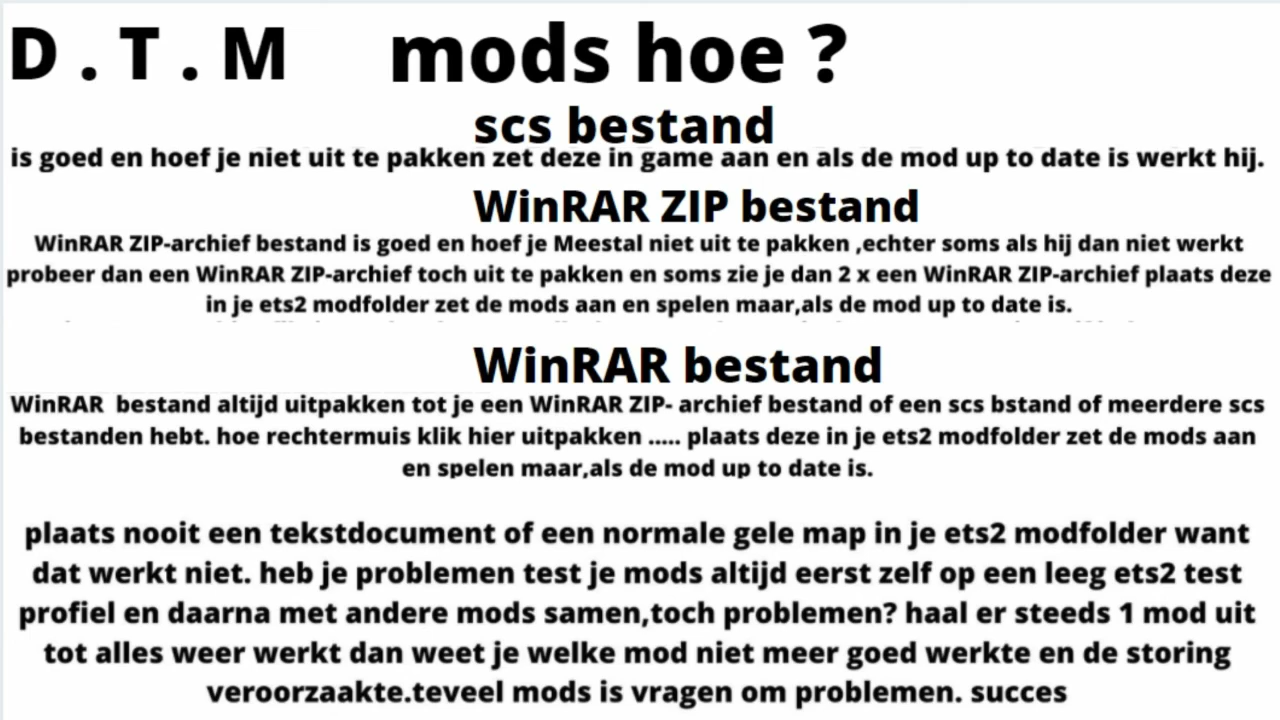 D . T . M mods hoe ?
scs bestand
is goed en hoef je niet uit te pakken zet deze in game aan en als de mod up to date is werkt hij.
WinRAR ZIP bestand
WinRAR ZIP-archief bestand is goed en hoef je Meestal niet uit te pakken ,echter soms als hij dan niet werkt
probeer dan een WinRAR ZIP-archief toch uit te pakken en soms zie je dan 2 x een WinRAR ZIP-archief plaats deze
in je ets2 modfolder zet de mods aan en spelen maar,als de mod up to date is.
WinRAR bestand
WinRAR bestand altijd uitpakken tot je een WinRAR ZIP- archief bestand of een scs bstand of meerdere scs
bestanden hebt. hoe rechtermuis klik hier uitpakken ..... plaats deze in je ets2 modfolder zet de mods aan
en spelen maar,als de mod up to date is.
plaats nooit een tekstdocument of een normale gele map in je ets2 modfolder want
dat werkt niet. heb je problemen test je mods altijd eerst zelf op een leeg ets2 test
profiel en daarna met andere mods samen,toch problemen? haal er steeds 1 mod uit
tot alles weer werkt dan weet je welke mod niet meer goed werkte en de storing
veroorzaakte.teveel mods is vragen om problemen. succes